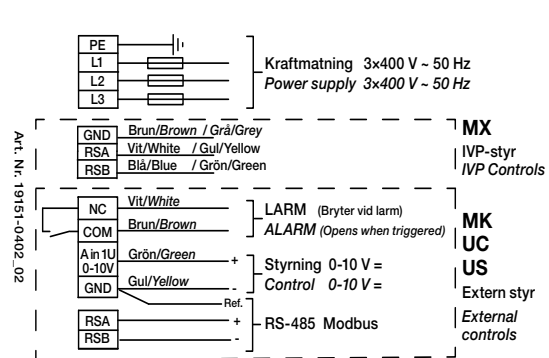 PE
L1
L2
L3
Kraftmatning 3×400 V ~ 50 Hz
Power supply 3×400 V ~ 50 Hz
Art. Nr. 19151-0402_02
GND Brun/Brown / Grå/Grey
RSA Vit/White / Gul/Yellow
RSB Blå/Blue / Grön/Green
MX
IVP-styr
IVP Controls
NC Vit/White
COM Brun/Brown
LARM (Bryter vid larm)
ALARM (Opens when triggered)
A in 1U
0-10V
Grön/Green +
GND Gul/Yellow -
Styrning 0-10 V =
Control 0-10 V =
Ref.
RSA +
RSB -
RS-485 Modbus
MK
UC
US
Extern styr
External
controls